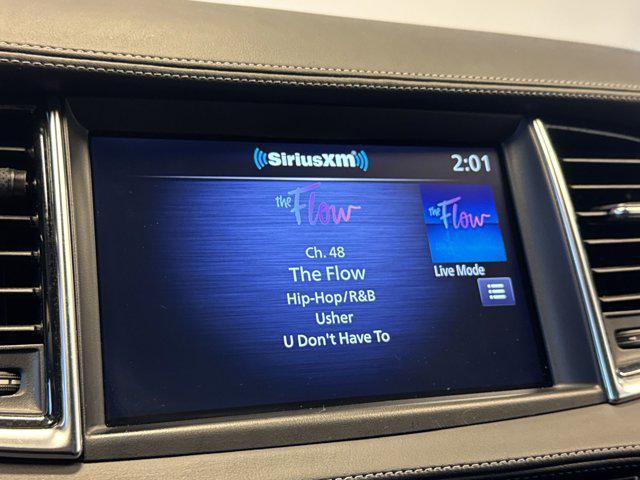 SiriusXM
2:01
the Flow
the Flow
Ch. 48
The Flow
Live Mode
Hip-Hop/R&B
Usher
U Don't Have To